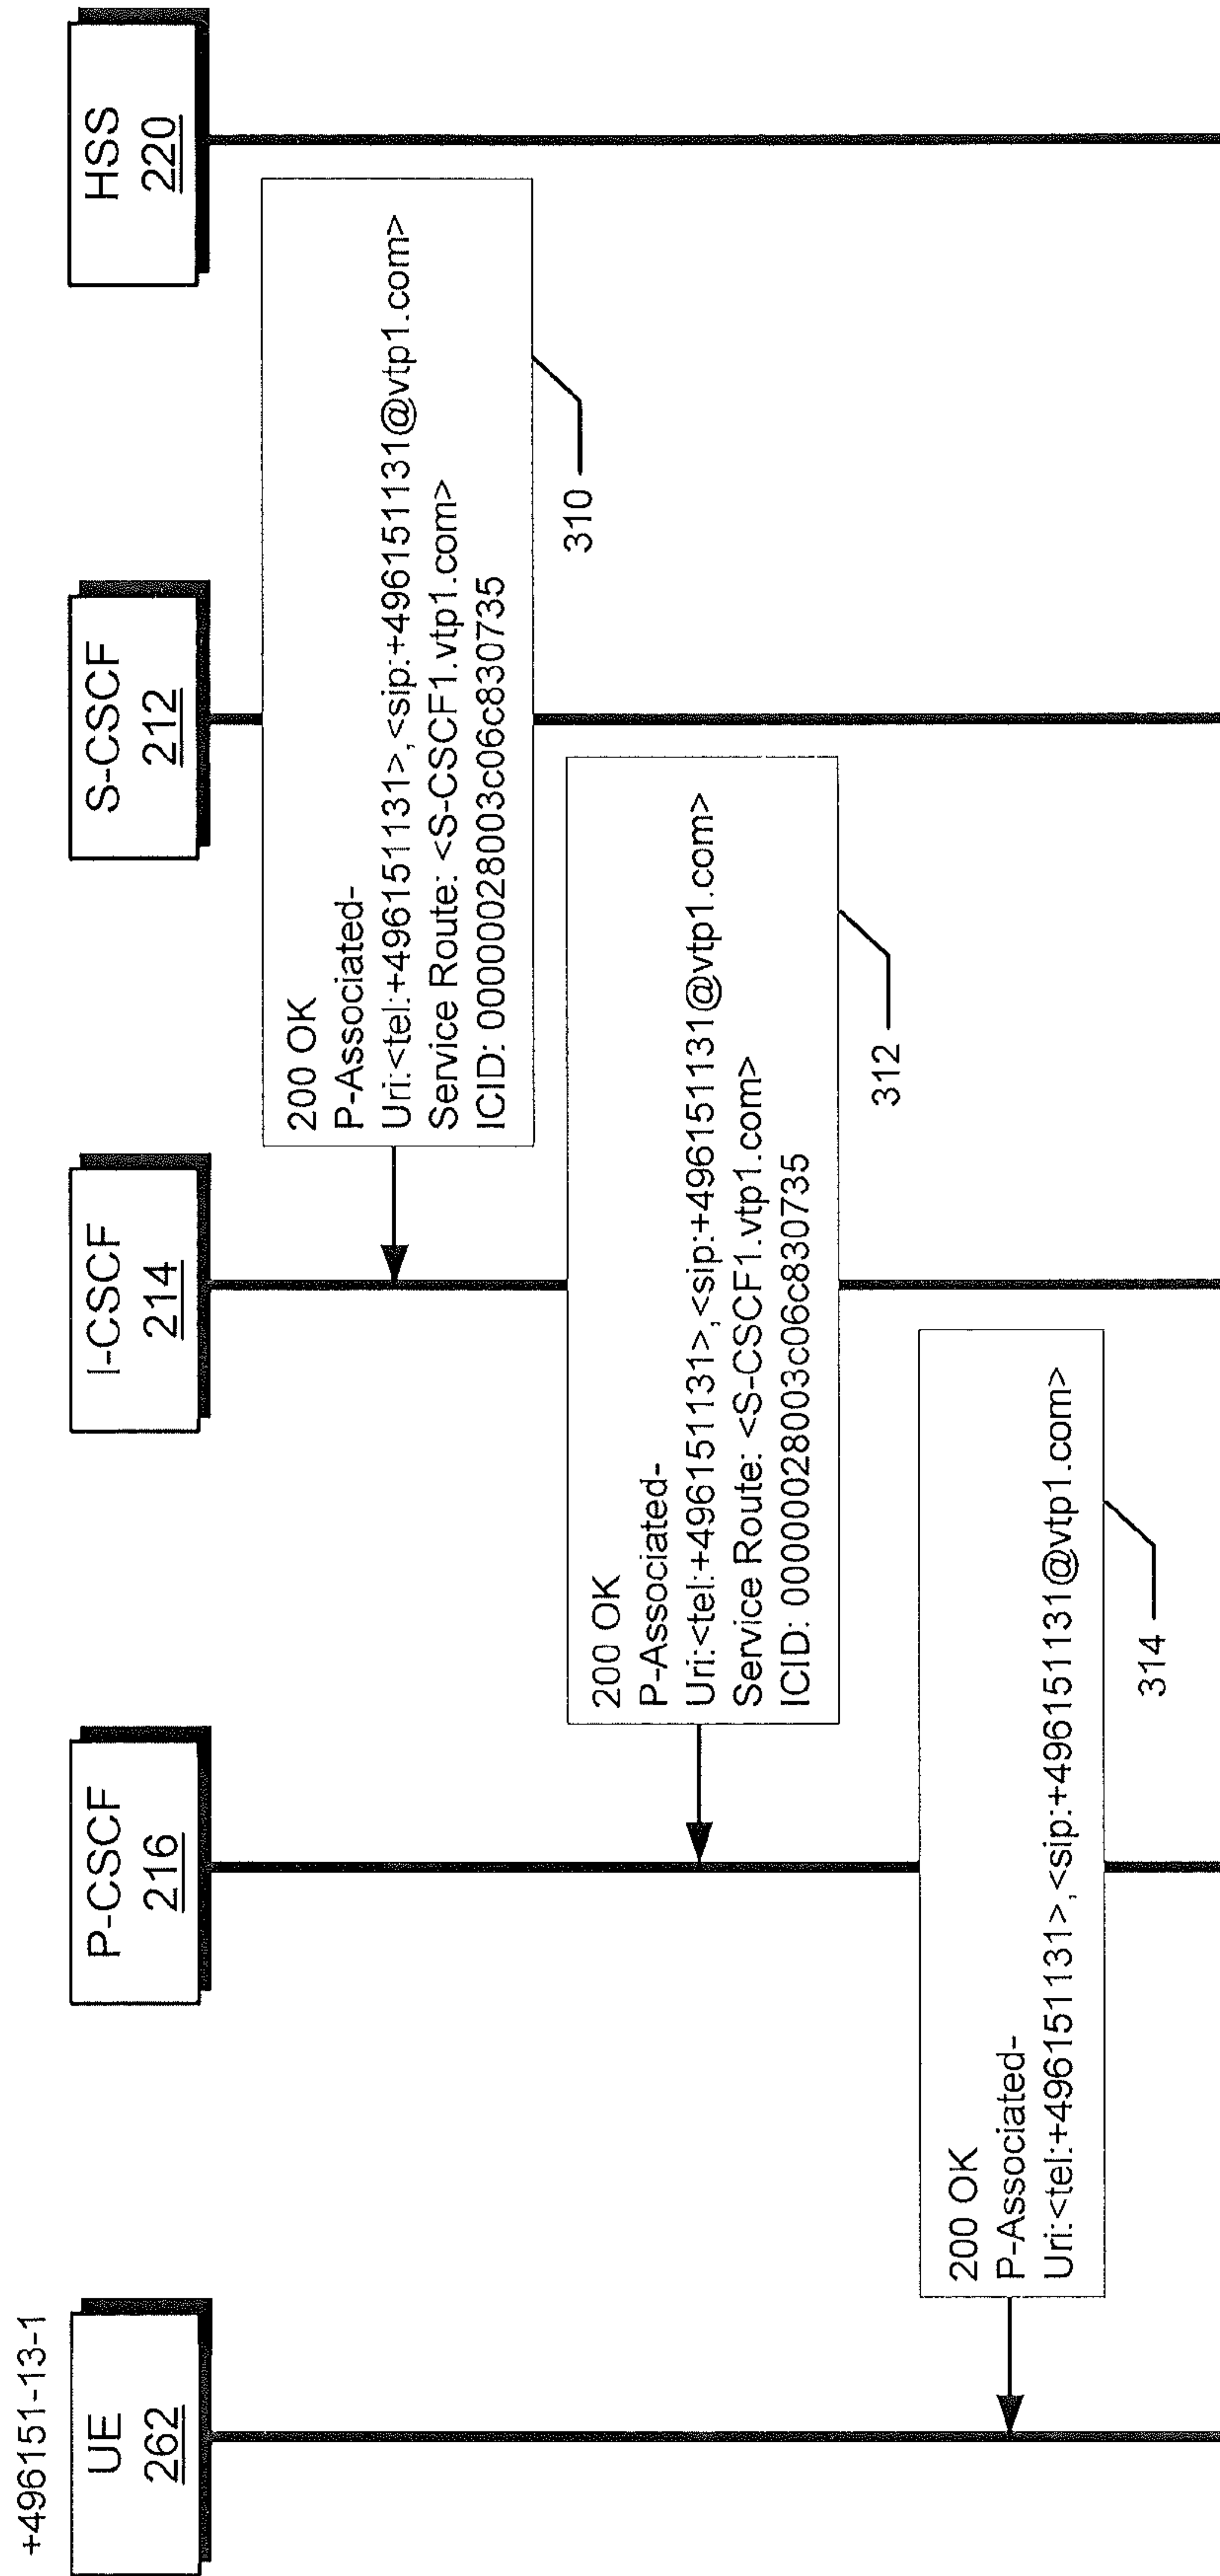 +496151-13-1
UE
262
P-CSCF
216
I-CSCF
214
S-CSCF
212
HSS
220
200 OK
P-Associated-
Uri:<tel:+496151131>,<sip:+496151131@vtp1.com>
Service Route: <S-CSCF1.vtp1.com>
ICID: 00000028003c06c830735
310
200 OK
P-Associated-
Uri:<tel:+496151131>,<sip:+496151131@vtp1.com>
Service Route: <S-CSCF1.vtp1.com>
ICID: 00000028003c06c830735
312
200 OK
P-Associated-
Uri:<tel:+496151131>,<sip:+496151131@vtp1.com>
314